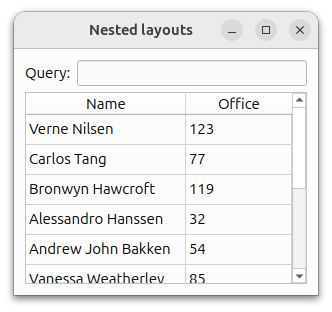 Nested layouts
Query:
Name Office
Verne Nilsen 123
Carlos Tang 77
Bronwyn Hawcroft 119
Alessandro Hanssen 32
Andrew John Bakken 54
Vanessa Weatherley 85